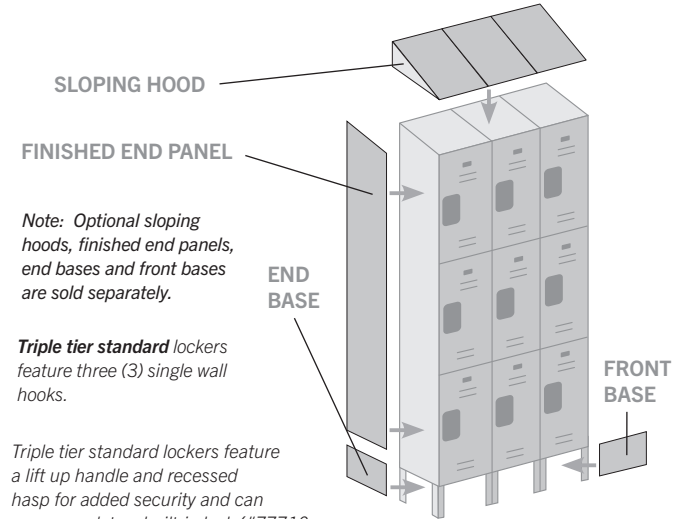 SLOPING HOOD
FINISHED END PANEL
Note: Optional sloping
hoods, finished end panels,
end bases and front bases
are sold separately.
END
BASE
Triple tier standard lockers
feature three (3) single wall
hooks.
FRONT
BASE
Triple tier standard lockers feature
a lift up handle and recessed
hasp for added security and can